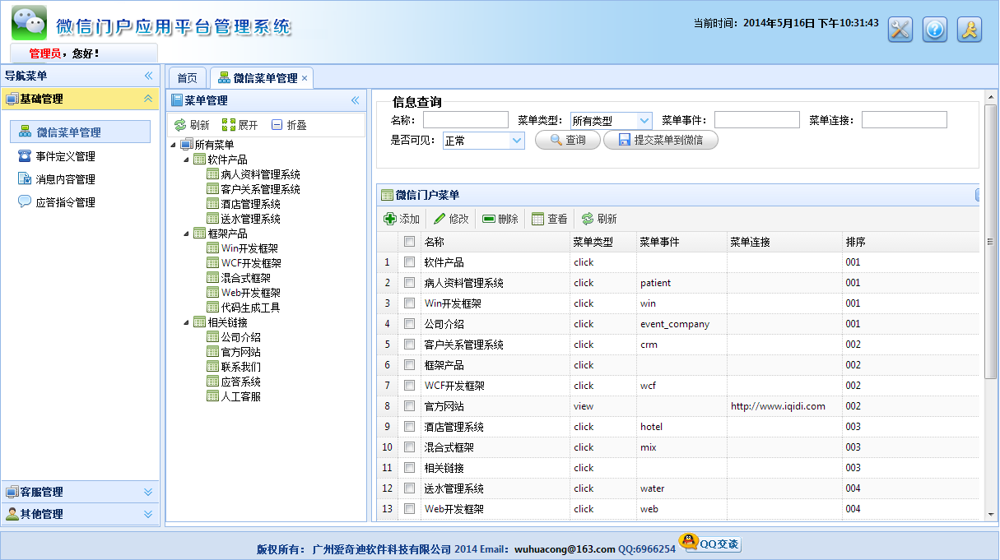 微信门户应用平台管理系统
当前时间：2014年5月16日 下午10:31:43
管理员，您好！
导航菜单
基础管理
微信菜单管理
事件定义管理
消息内容管理
应答指令管理
客服管理
其他管理
首页 微信菜单管理
菜单管理
刷新 展开 折叠
所有菜单
软件产品
病人资料管理系统
客户关系管理系统
酒店管理系统
送水管理系统
框架产品
Win开发框架
WCF开发框架
混合式框架
Web开发框架
代码生成工具
相关链接
公司介绍
官方网站
联系我们
应答系统
人工客服
信息查询
名称： 菜单类型： 所有类型 菜单事件： 菜单连接：
是否可见： 正常 查询 提交菜单到微信
微信门户菜单
添加 修改 删除 查看 刷新
名称 菜单类型 菜单事件 菜单连接 排序
1 软件产品 click 001
2 病人资料管理系统 click patient 001
3 Win开发框架 click win 001
4 公司介绍 click event_company 001
5 客户关系管理系统 click crm 002
6 框架产品 click 002
7 WCF开发框架 click wcf 002
8 官方网站 view http://www.iqidi.com 002
9 酒店管理系统 click hotel 003
10 混合式框架 click mix 003
11 相关链接 click 003
12 送水管理系统 click water 004
13 Web开发框架 click web 004
版权所有： 广州爱奇迪软件科技有限公司 2014 Email：wuhuacong@163.com QQ:6966254 QQ交谈